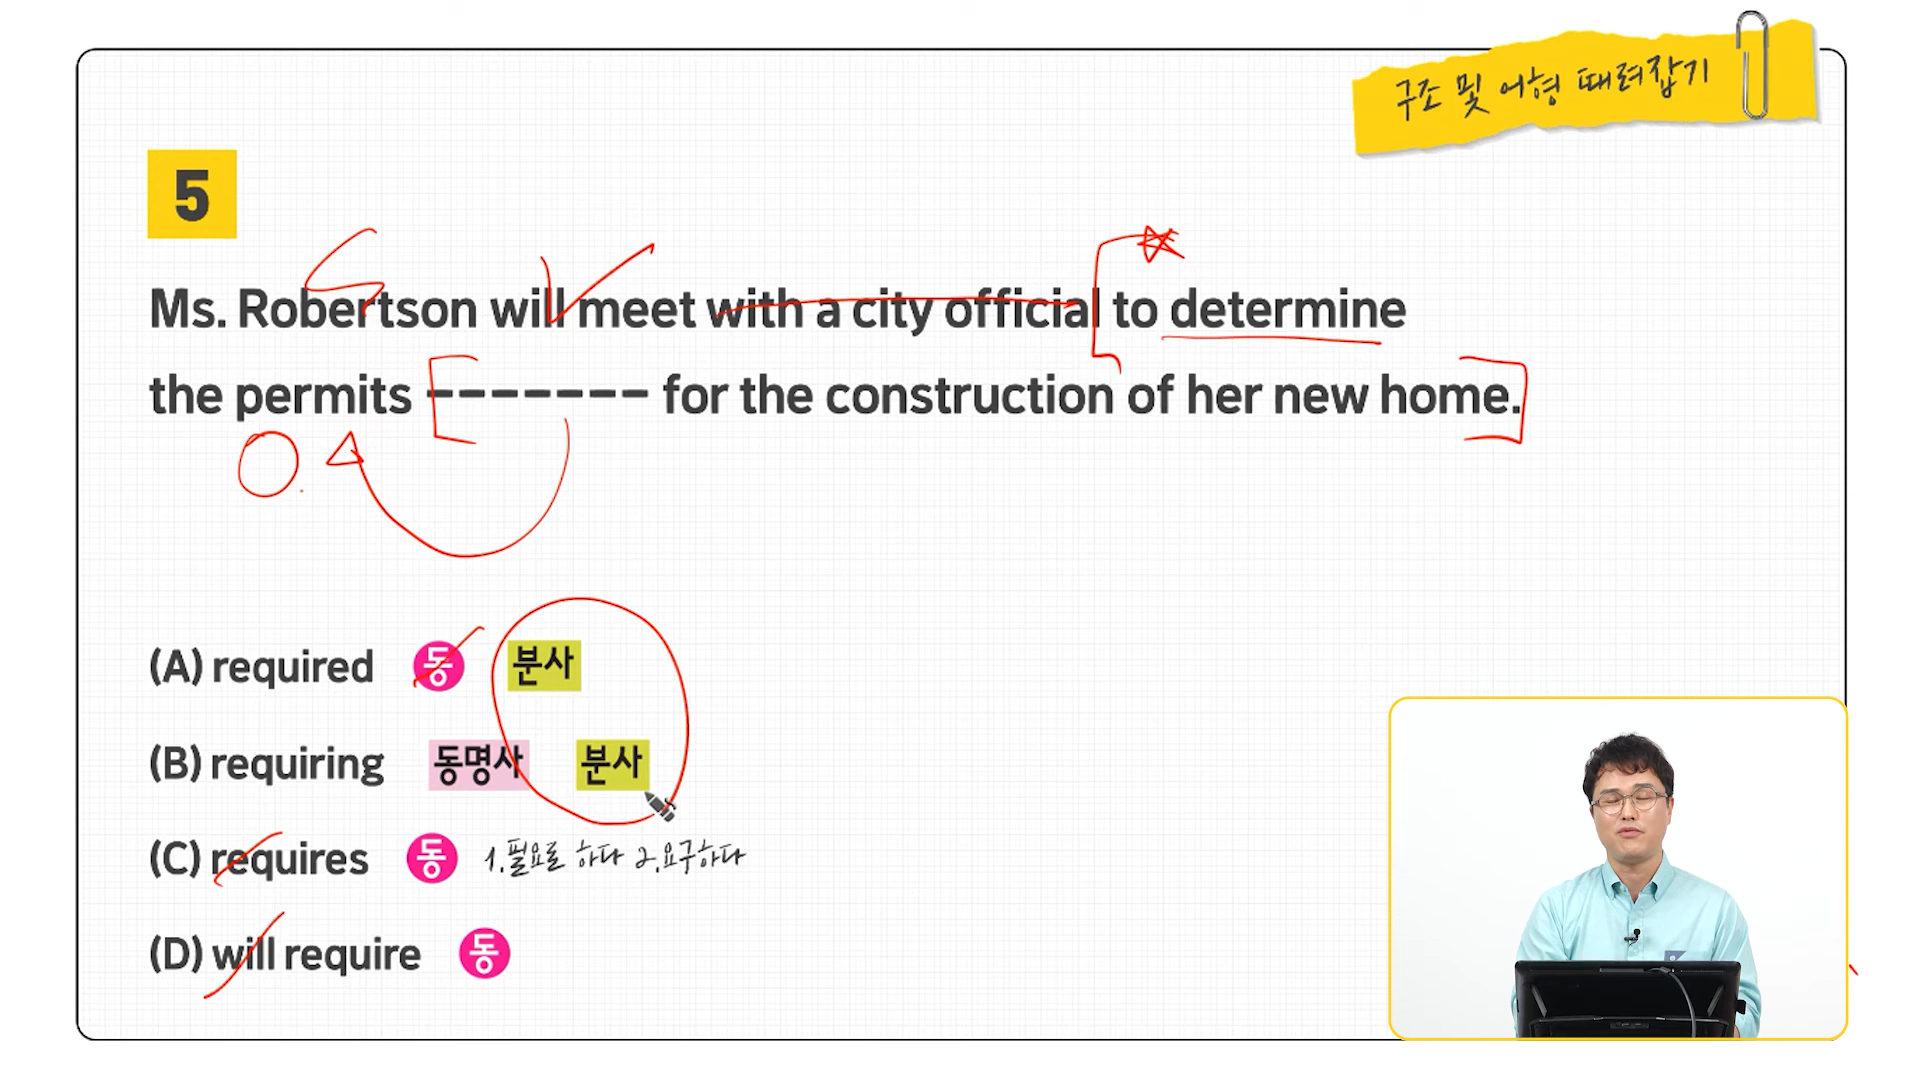 구조 및 어형 때려잡기
5
Ms. Robertson will meet with a city official to determine
the permits ------- for the construction of her new home.
S V
O
(A) required 동 분사
(B) requiring 동명사 분사
(C) requires 동 1.필요로 하다 2.요구하다
(D) will require 동